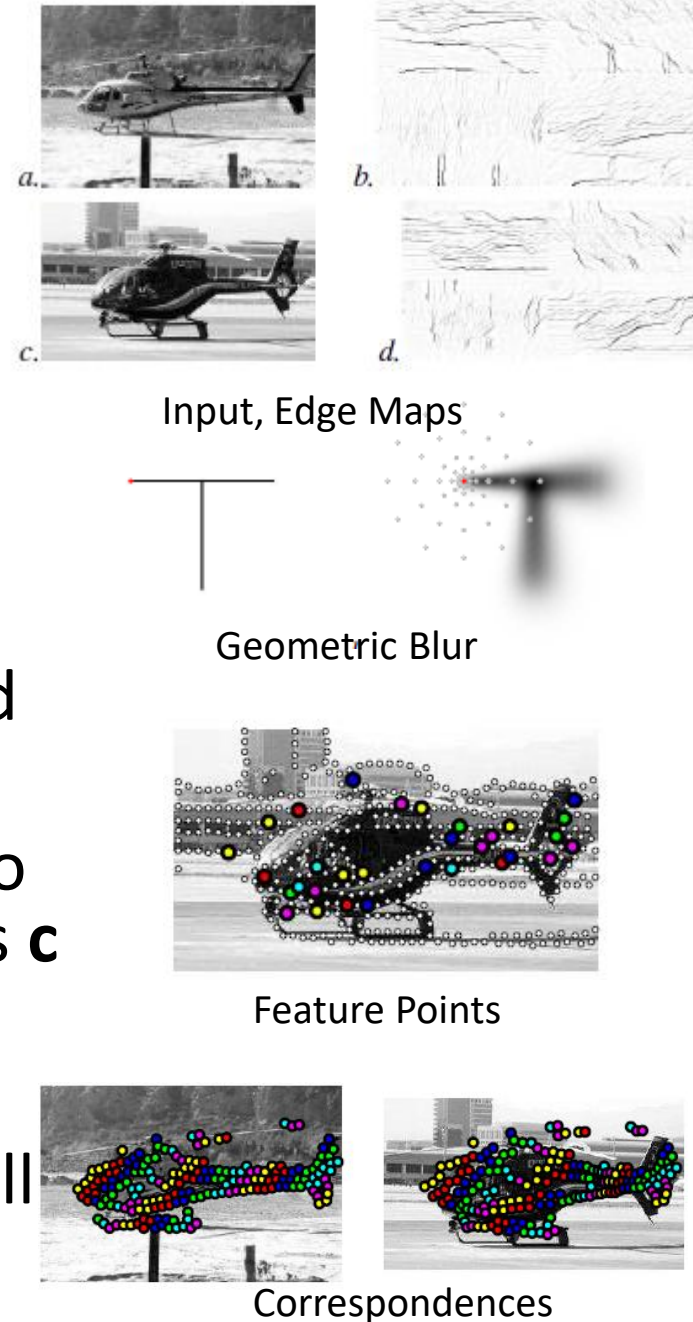 a.
b.
c.
d.
Input, Edge Maps
Geometric Blur
Feature Points
s c
Correspondences